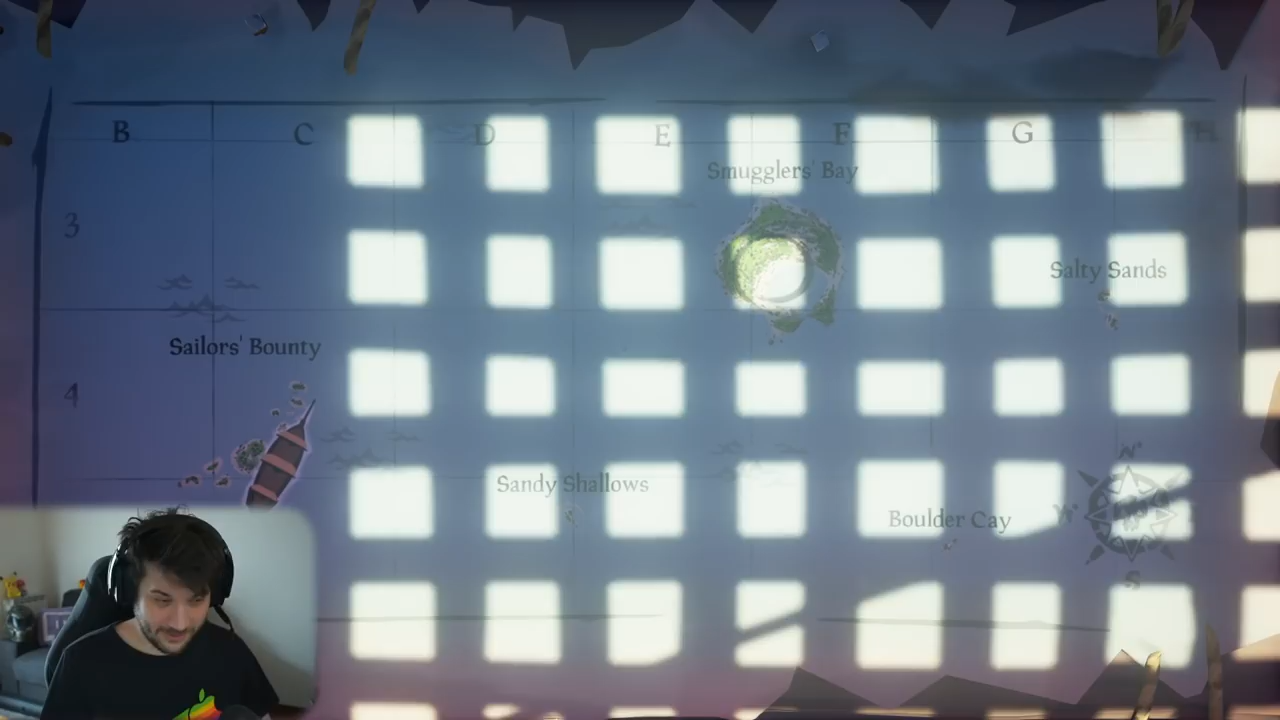 B C D E F G H
Smugglers' Bay
3
Salty Sands
Sailors' Bounty
4
Sandy Shallows
Boulder Cay
N
W
S